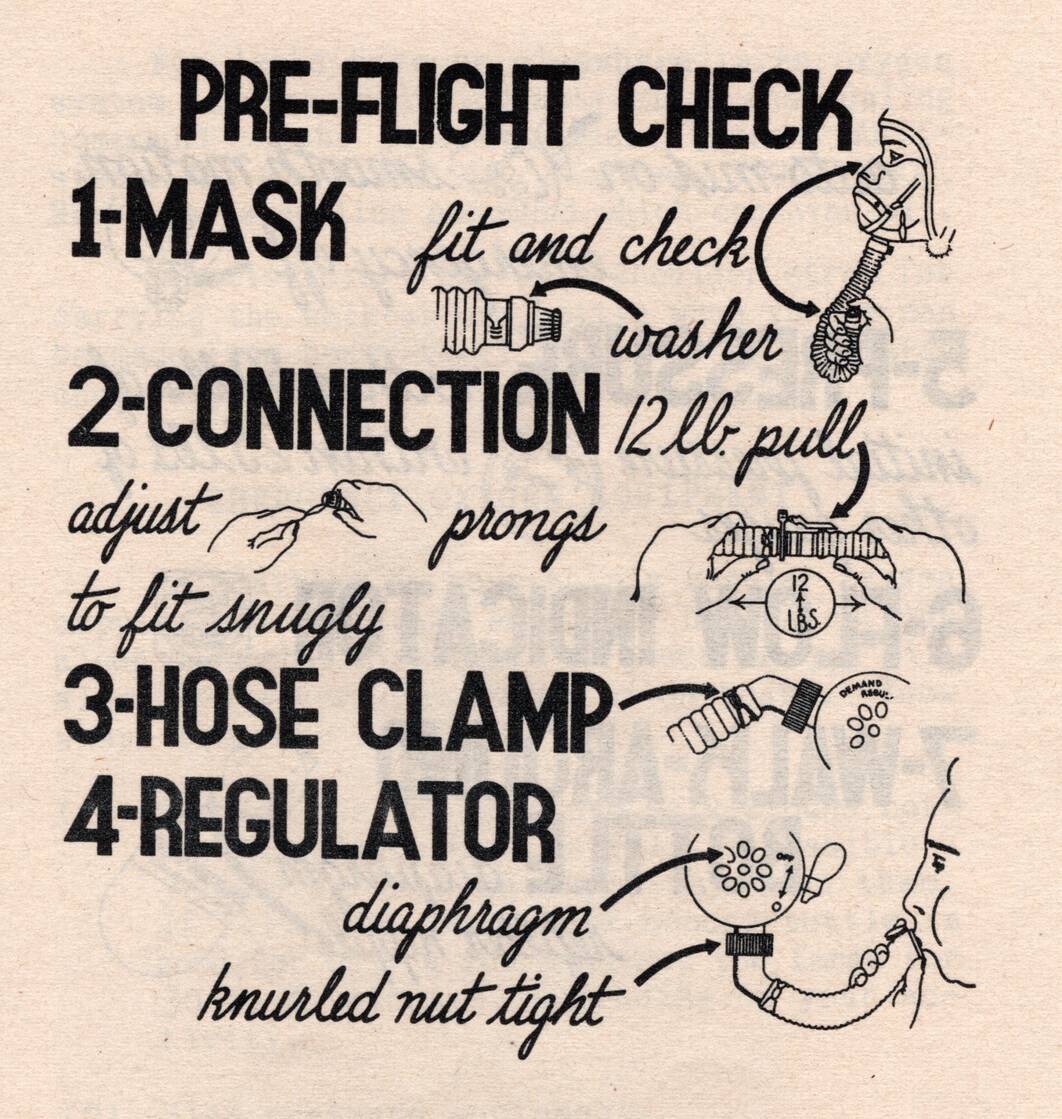 PRE-FLIGHT CHECK
1-MASK fit and check
washer
2-CONNECTION 12 lb. pull
adjust prongs
12
LBS.
to fit snugly
3-HOSE CLAMP
DEMAND
REGU..
4-REGULATOR
diaphragm
knurled nut tight